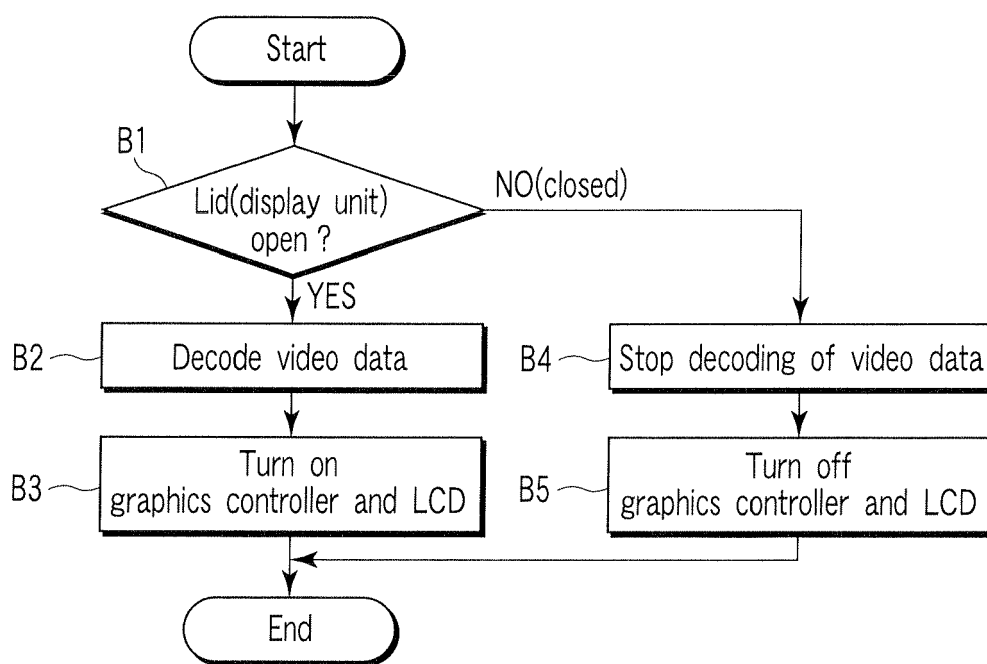 Start
B1
Lid(display unit)
open ?
NO(closed)
YES
B2
Decode video data
B4
Stop decoding of video data
B3
Turn on
graphics controller and LCD
B5
Turn off
graphics controller and LCD
End